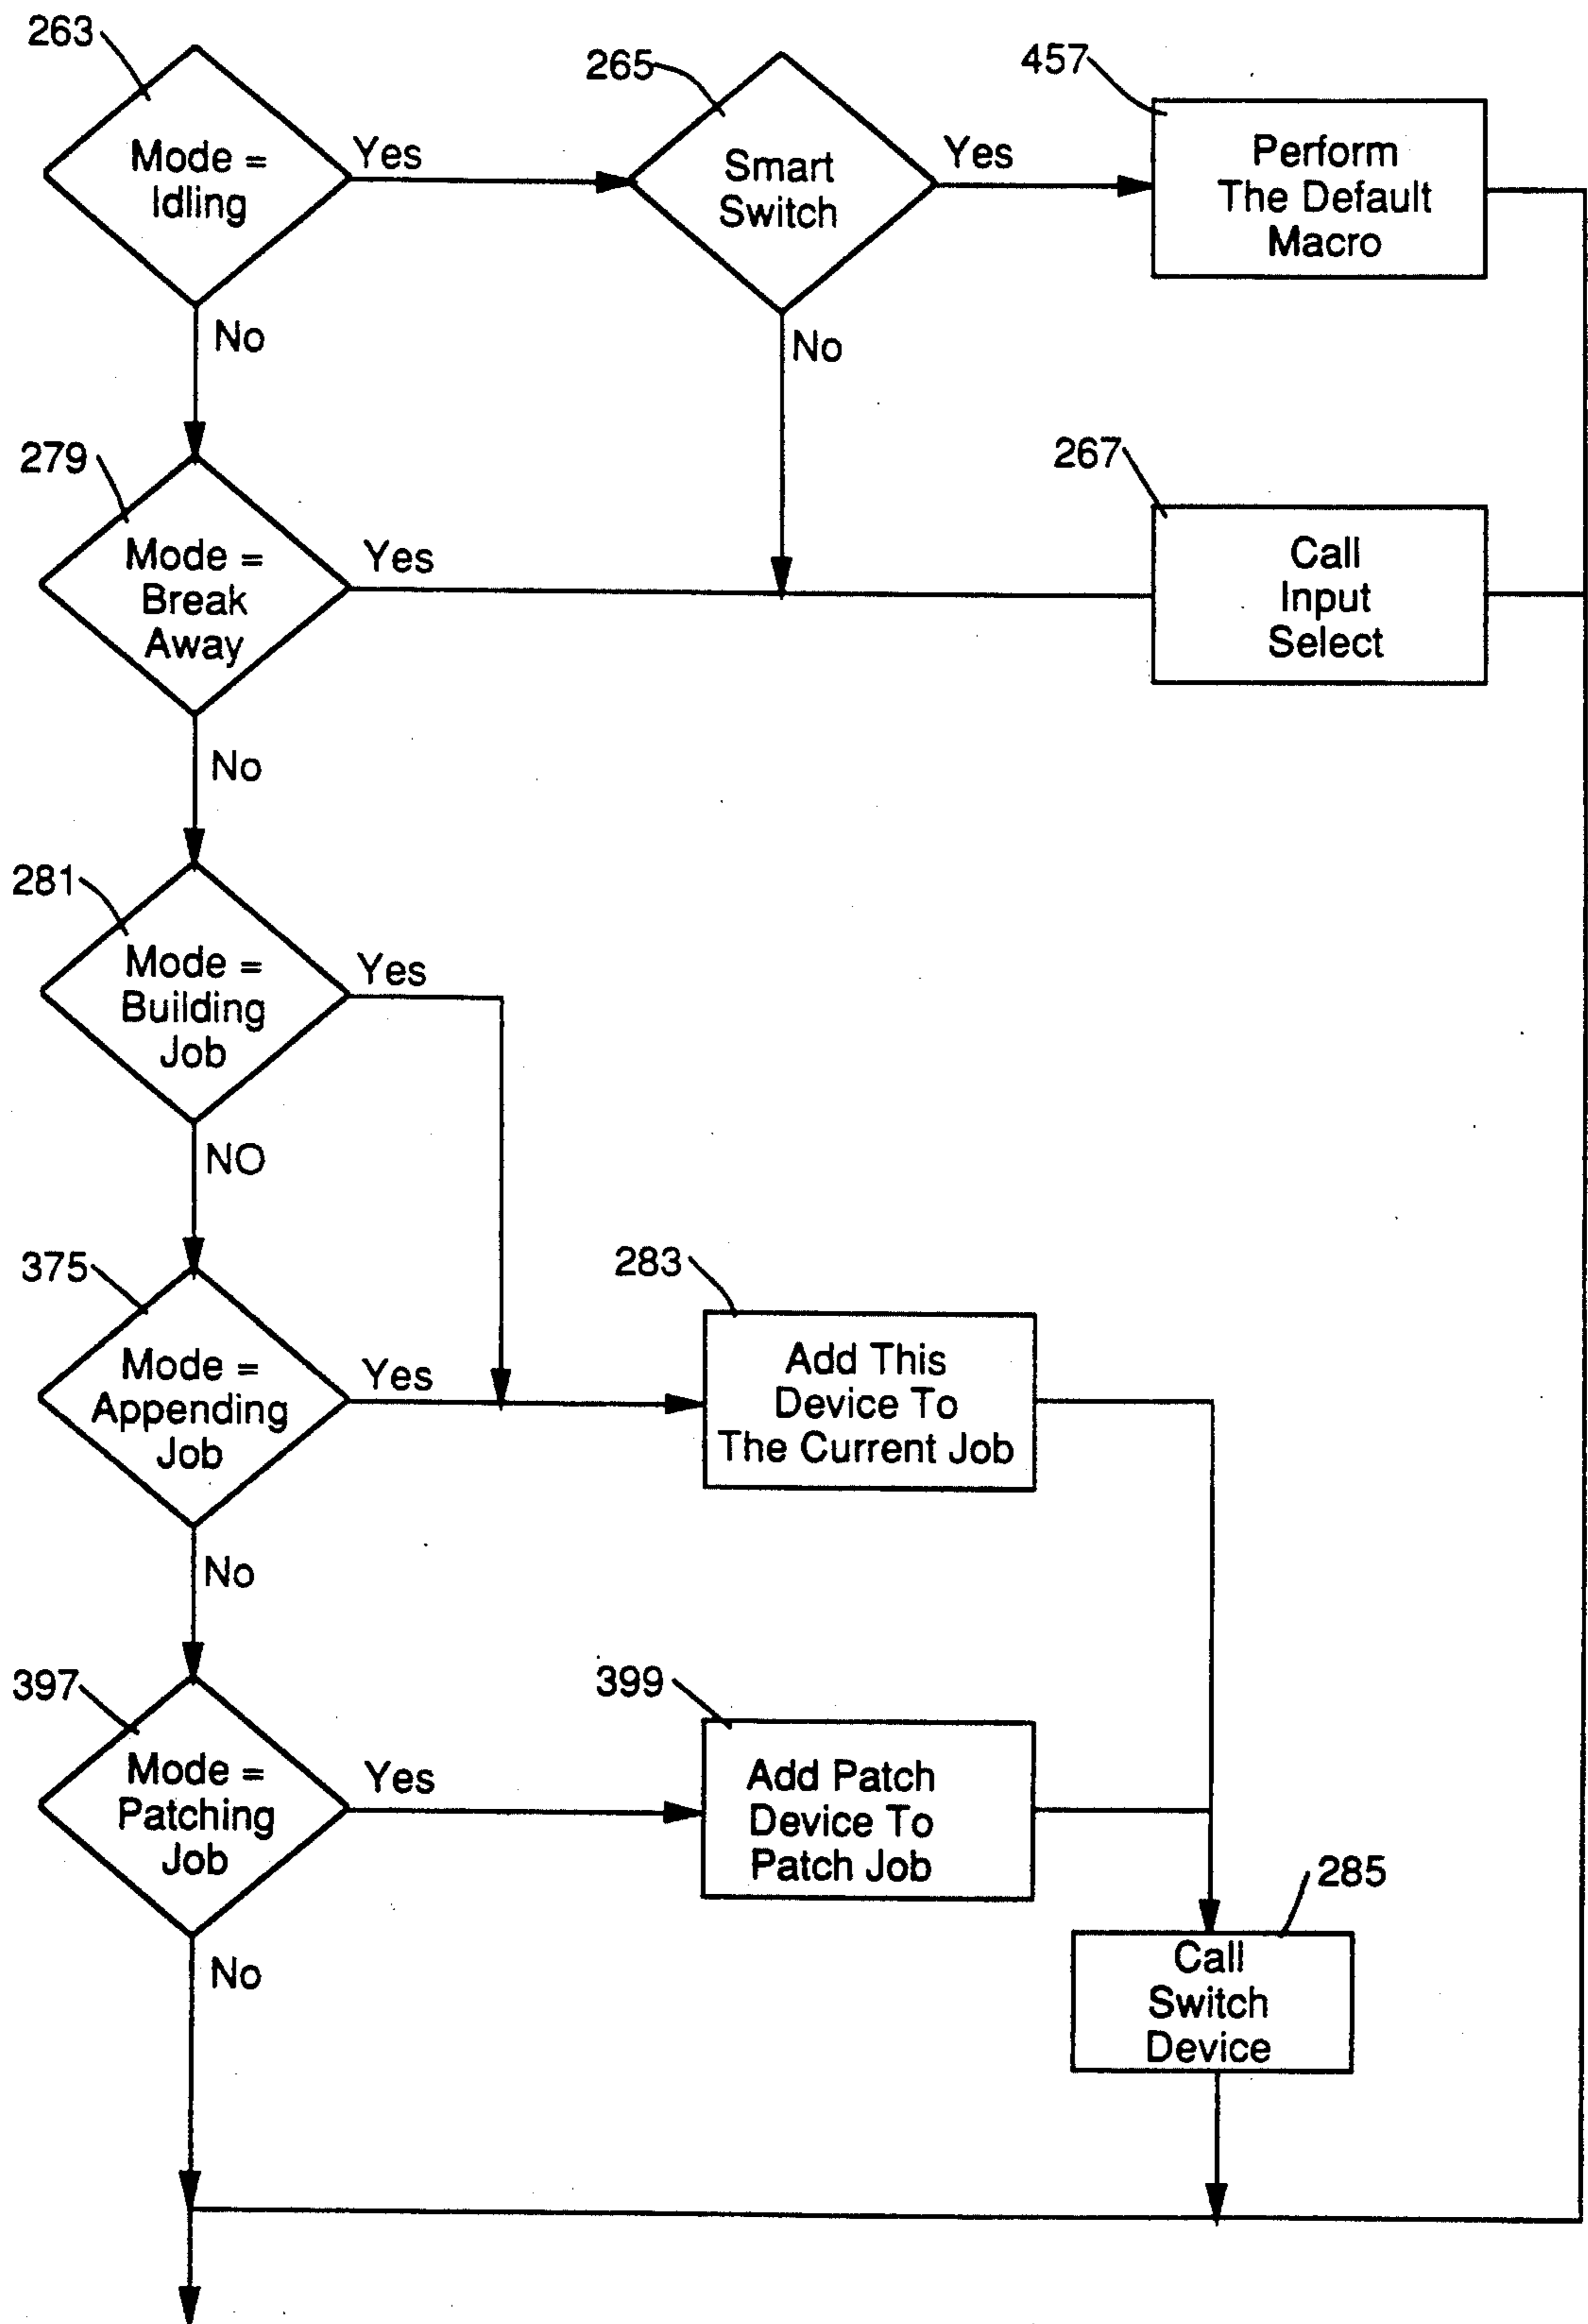 263
Mode =
Idling
Yes
No
265
Smart
Switch
Yes
No
457
Perform
The Default
Macro
279
Mode =
Break
Away
Yes
No
267
Call
Input
Select
281
Mode =
Building
Job
Yes
NO
375
Mode =
Appending
Job
Yes
No
283
Add This
Device To
The Current Job
397
Mode =
Patching
Job
Yes
No
399
Add Patch
Device To
Patch Job
285
Call
Switch
Device